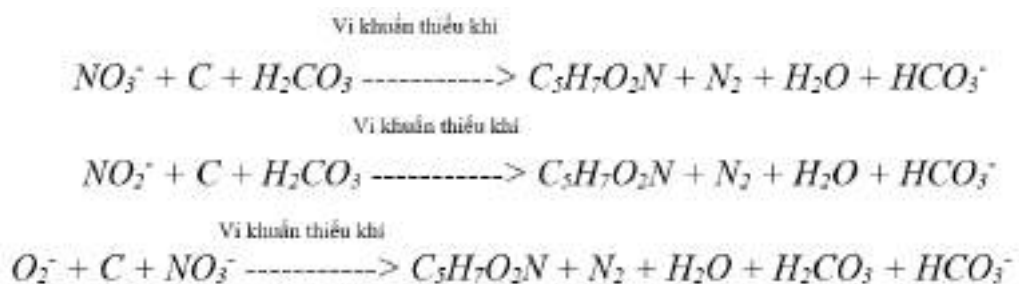 Vi khuẩn thiếu khí
NO₃⁻ + C + H₂CO₃ -----------> C₅H₇O₂N + N₂ + H₂O + HCO₃⁻
Vi khuẩn thiếu khí
NO₂⁻ + C + H₂CO₃ -----------> C₅H₇O₂N + N₂ + H₂O + HCO₃⁻
Vi khuẩn thiếu khí
O₂⁻ + C + NO₃⁻ -----------> C₅H₇O₂N + N₂ + H₂O + H₂CO₃ + HCO₃⁻